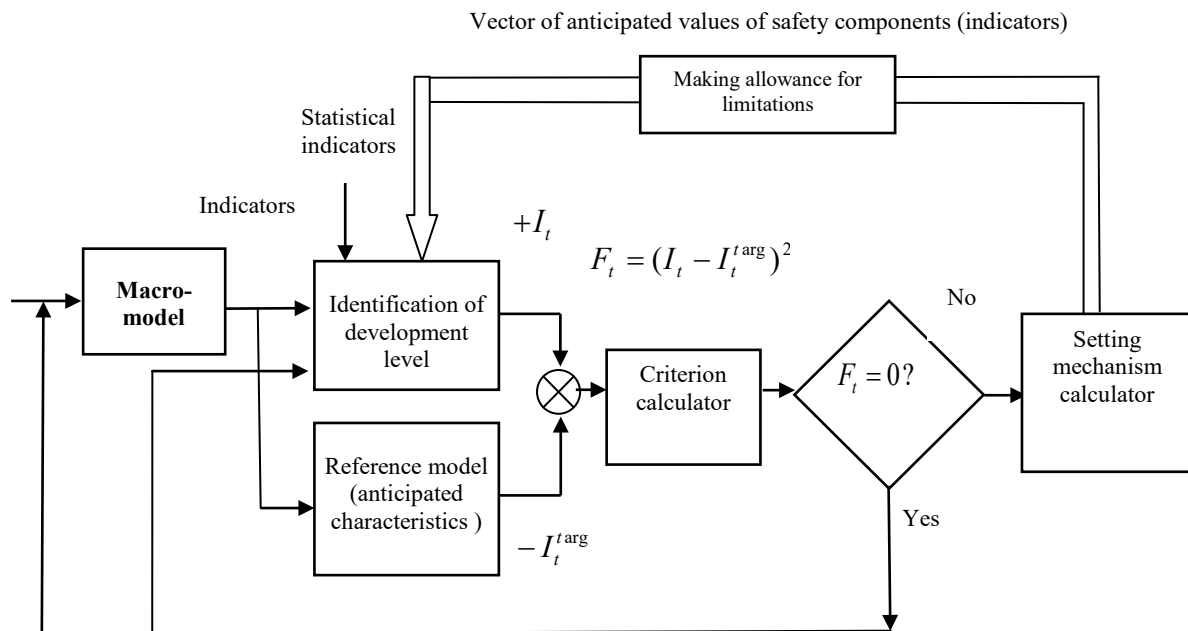 Vector of anticipated values of safety components (indicators)
Making allowance for
limitations
Statistical
indicators
Indicators
+I_t
F_t = (I_t − I_t^{targ})^2
No
Macro-
model
Identification of
development
level
Criterion
calculator
F_t = 0?
Setting
mechanism
calculator
Reference model
(anticipated
characteristics )
− I_t^{targ}
Yes